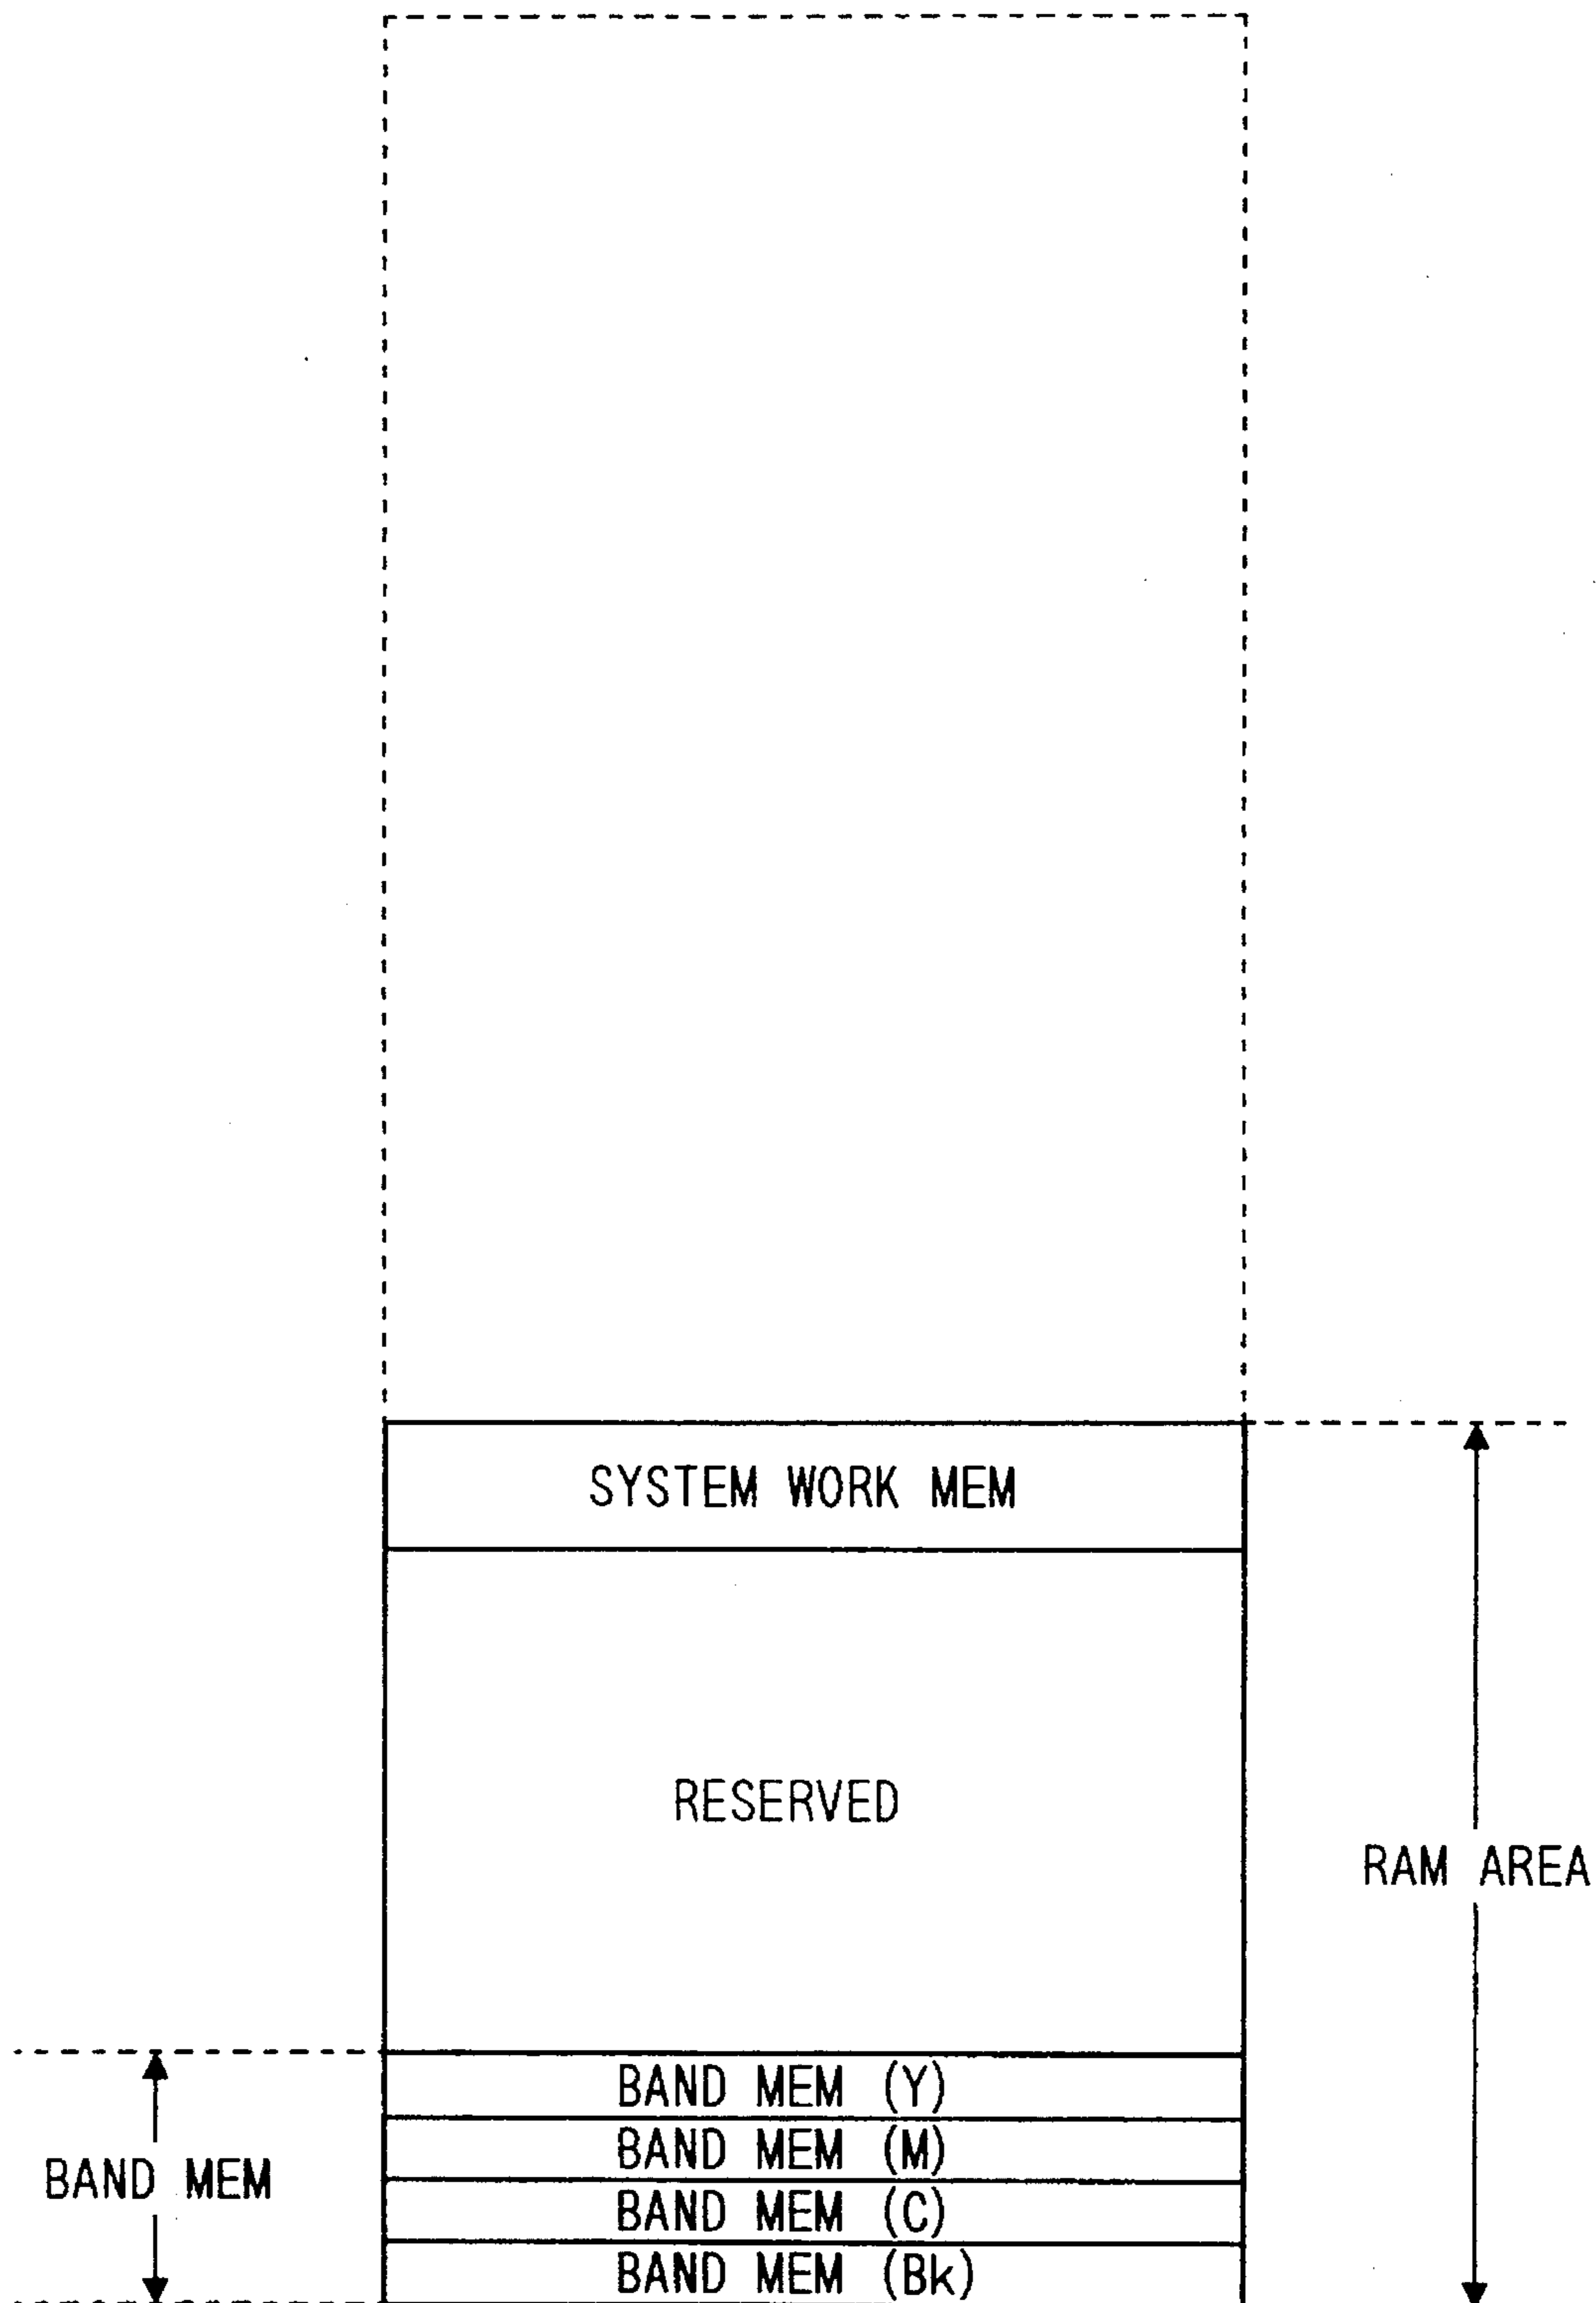 SYSTEM WORK MEM
RESERVED
RAM AREA
BAND MEM (Y)
BAND MEM (M)
BAND MEM
BAND MEM (C)
BAND MEM (Bk)